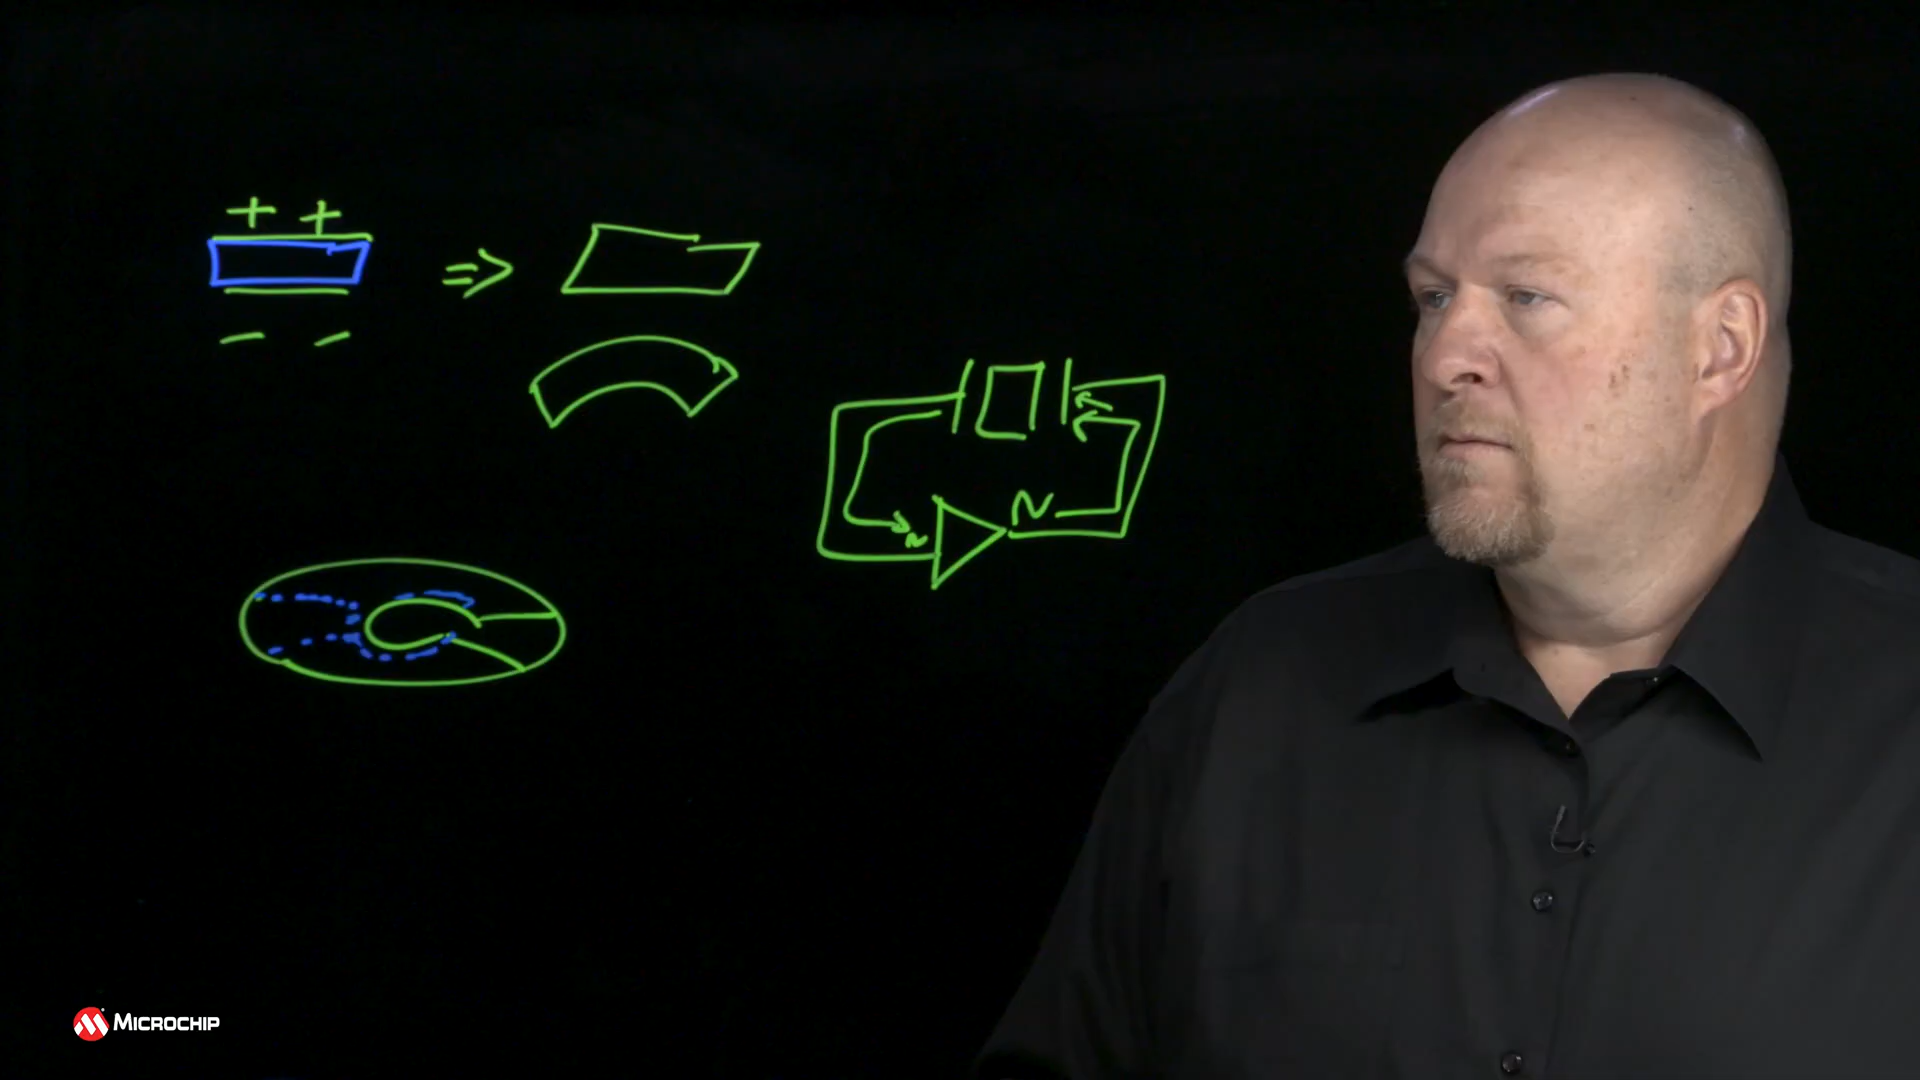 + +
=>
- -
N
~
MICROCHIP